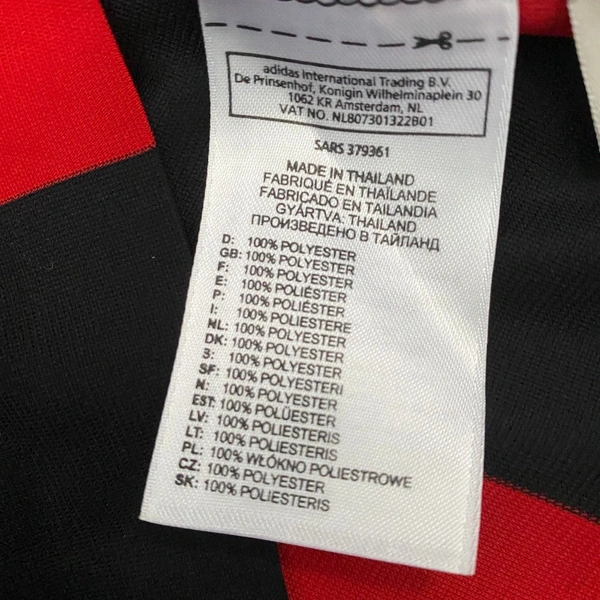 adidas International Trading B.V.
De Prinsenhof, Konigin Wilhelminaplein 30
1062 KR Amsterdam, NL
VAT NO. NL807301322B01
SARS 379361
MADE IN THAILAND
FABRIQUÉ EN THAÏLANDE
FABRICADO EN TAILANDIA
GYÁRTVA: THAILAND
ПРОИЗВЕДЕНО В ТАЙЛАНД
D: 100% POLYESTER
GB: 100% POLYESTER
F: 100% POLYESTER
E: 100% POLIÉSTER
P: 100% POLIÉSTER
I: 100% POLIESTERE
NL: 100% POLYESTER
DK: 100% POLYESTER
S: 100% POLYESTER
SF: 100% POLYESTERI
N: 100% POLYESTER
EST: 100% POLÜESTER
LV: 100% POLIESTERIS
LT: 100% POLIESTERIS
PL: 100% WŁÓKNO POLIESTROWE
CZ: 100% POLYESTER
SK: 100% POLIESTERIS